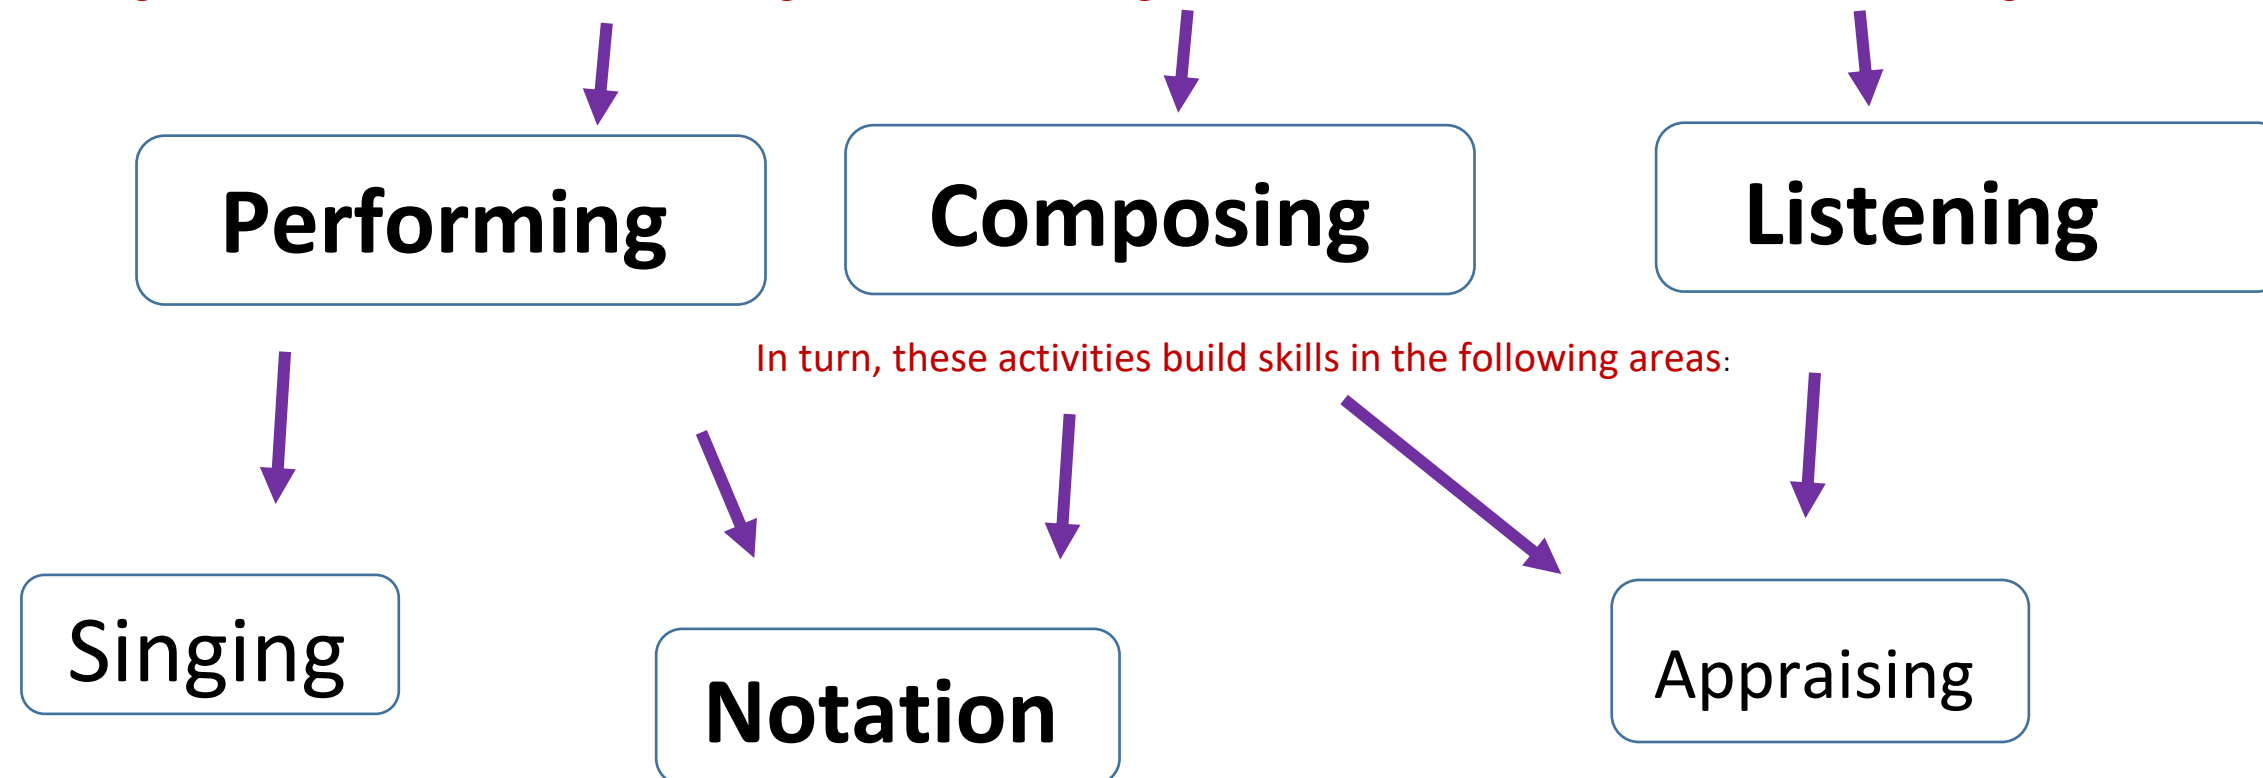 Performing
Composing
Listening
In turn, these activities build skills in the following areas:
Singing
Notation
Appraising